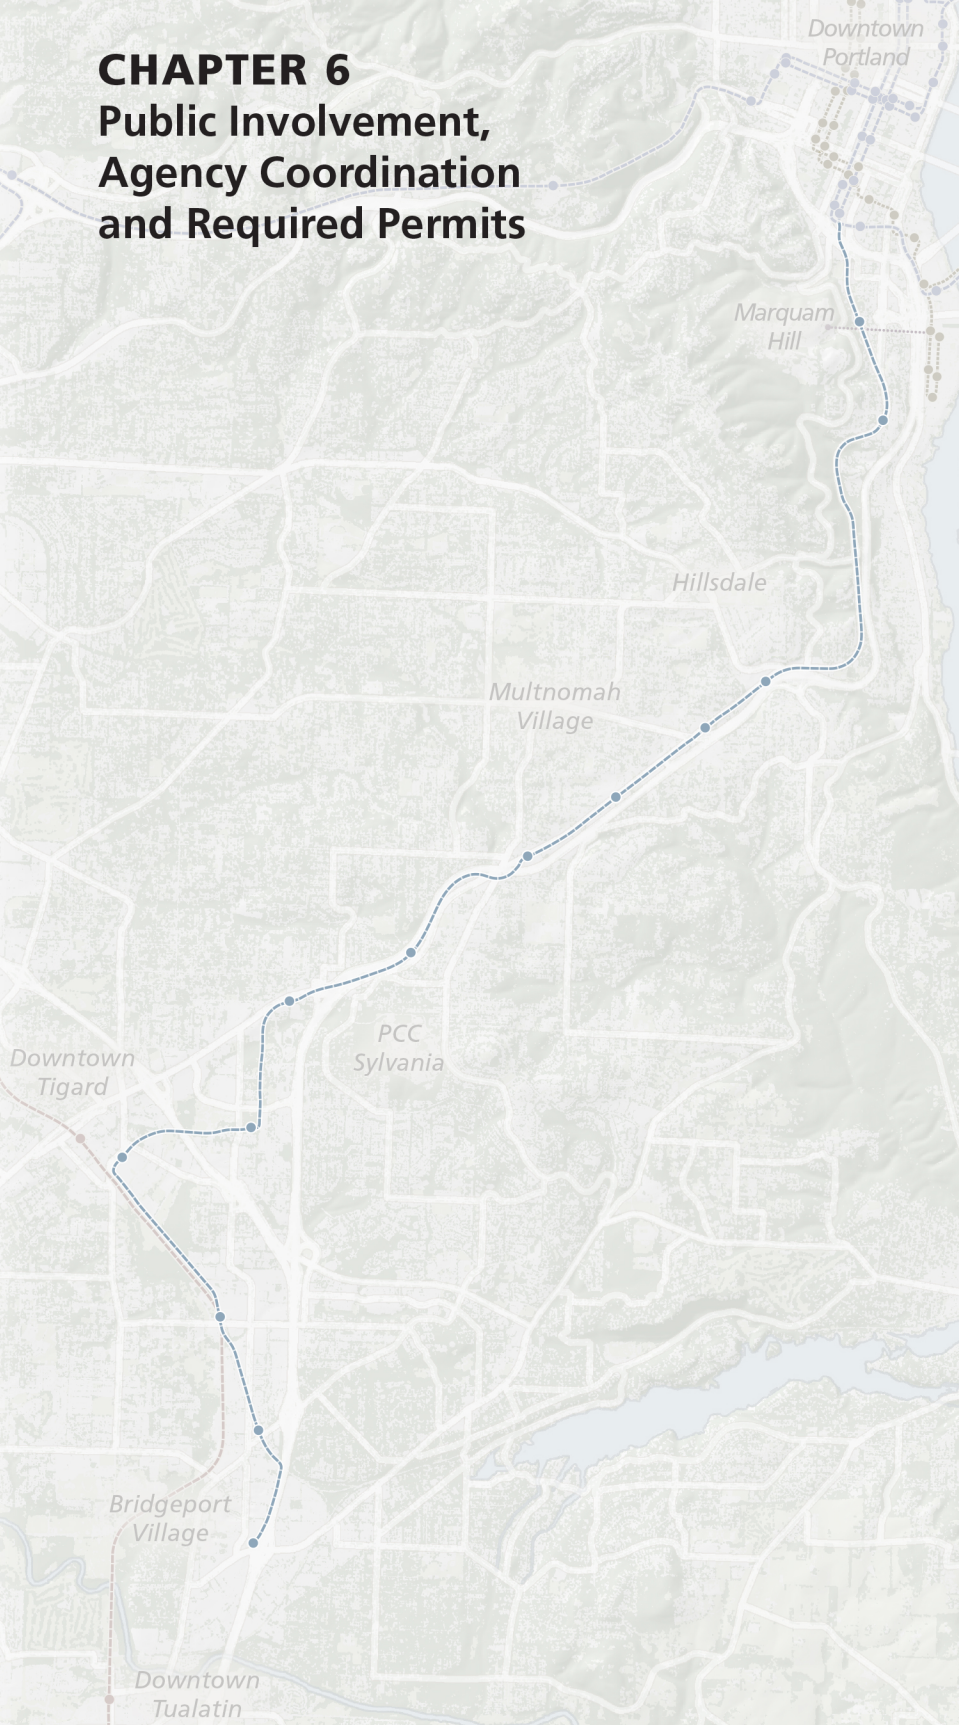 CHAPTER 6
Public Involvement,
Agency Coordination
and Required Permits
Downtown
Portland
Marquam
Hill
Hillsdale
Multnomah
Village
PCC
Sylvania
Downtown
Tigard
Bridgeport
Village
Downtown
Tualatin